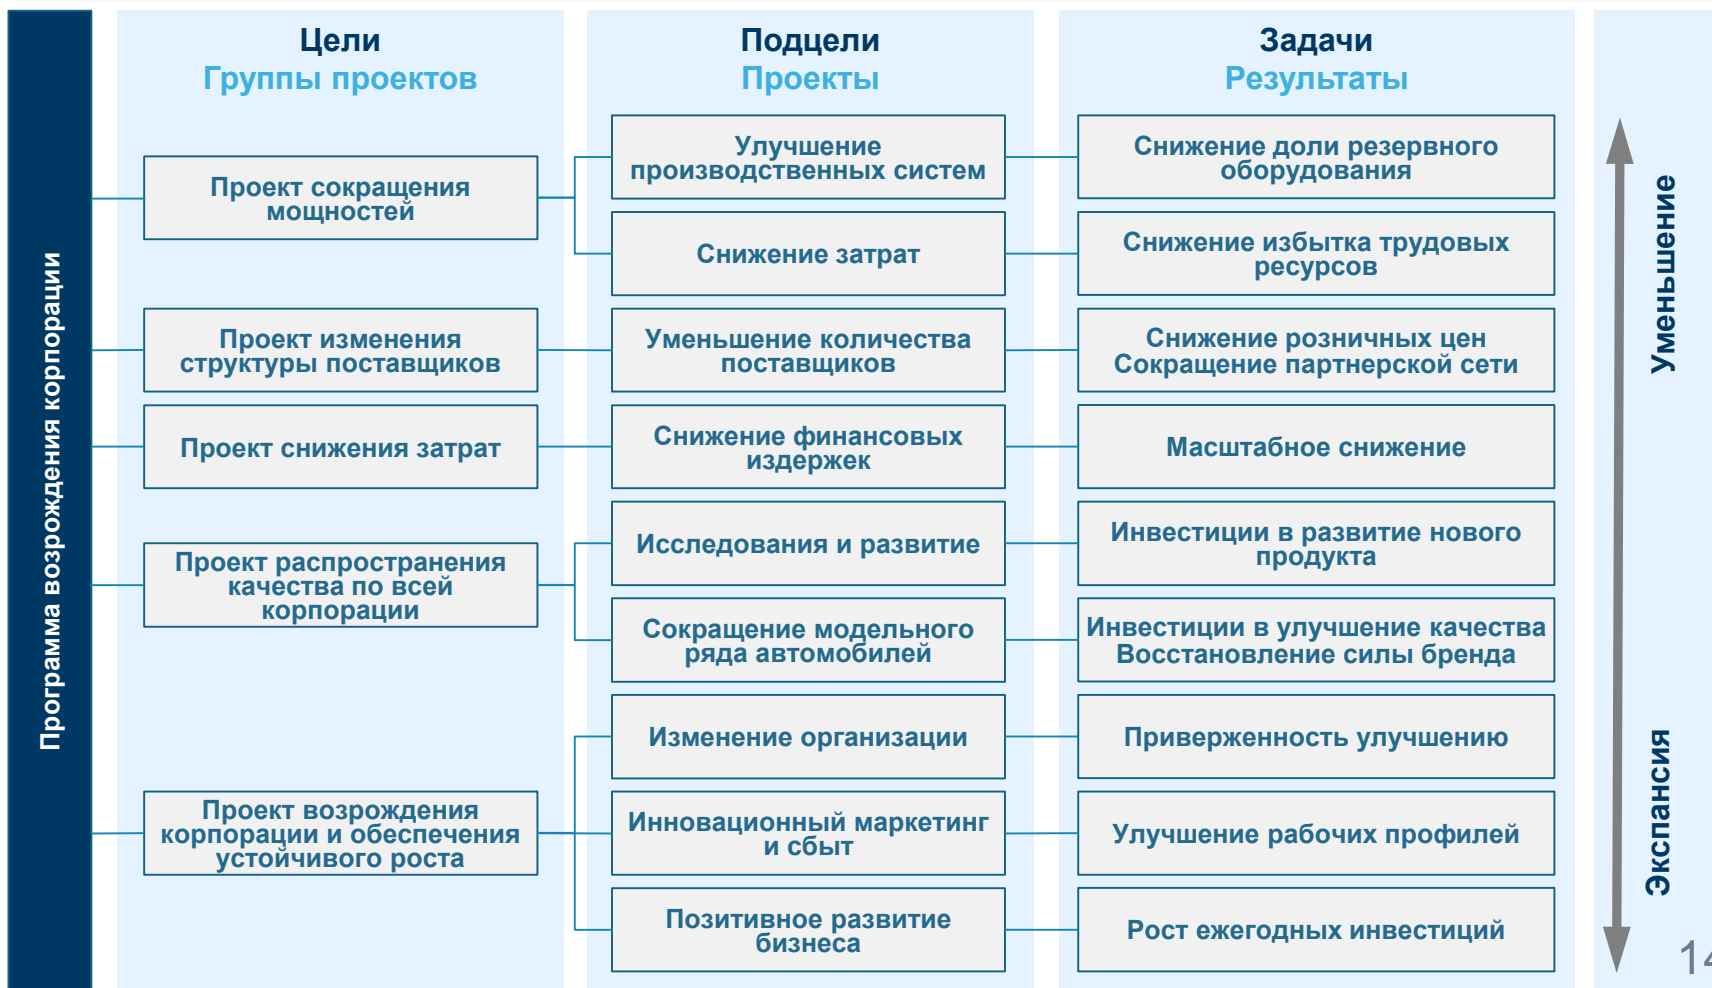 Программа возрождения корпорации
Цели
Группы проектов
Подцели
Проекты
Задачи
Результаты
Проект сокращения
мощностей
Улучшение
производственных систем
Снижение доли резервного
оборудования
Снижение затрат
Снижение избытка трудовых
ресурсов
Проект изменения
структуры поставщиков
Уменьшение количества
поставщиков
Снижение розничных цен
Сокращение партнерской сети
Проект снижения затрат
Снижение финансовых
издержек
Масштабное снижение
Проект распространения
качества по всей
корпорации
Исследования и развитие
Инвестиции в развитие нового
продукта
Сокращение модельного
ряда автомобилей
Инвестиции в улучшение качества
Восстановление силы бренда
Проект возрождения
корпорации и обеспечения
устойчивого роста
Изменение организации
Приверженность улучшению
Инновационный маркетинг
и сбыт
Улучшение рабочих профилей
Позитивное развитие
бизнеса
Рост ежегодных инвестиций
Уменьшение
Экспансия
14